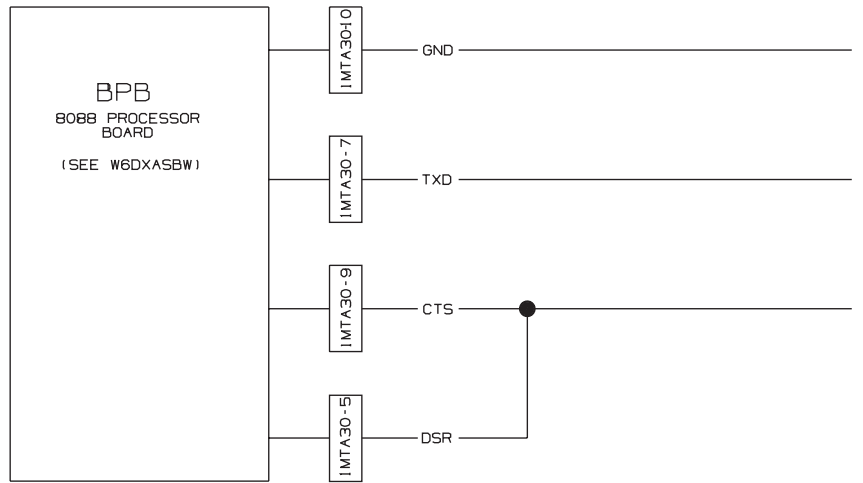 BPB
8088 PROCESSOR
BOARD
(SEE W6DXASBW)
1MTA30-10
GND
1MTA30-7
TXD
1MTA30-9
CTS
1MTA30-5
DSR